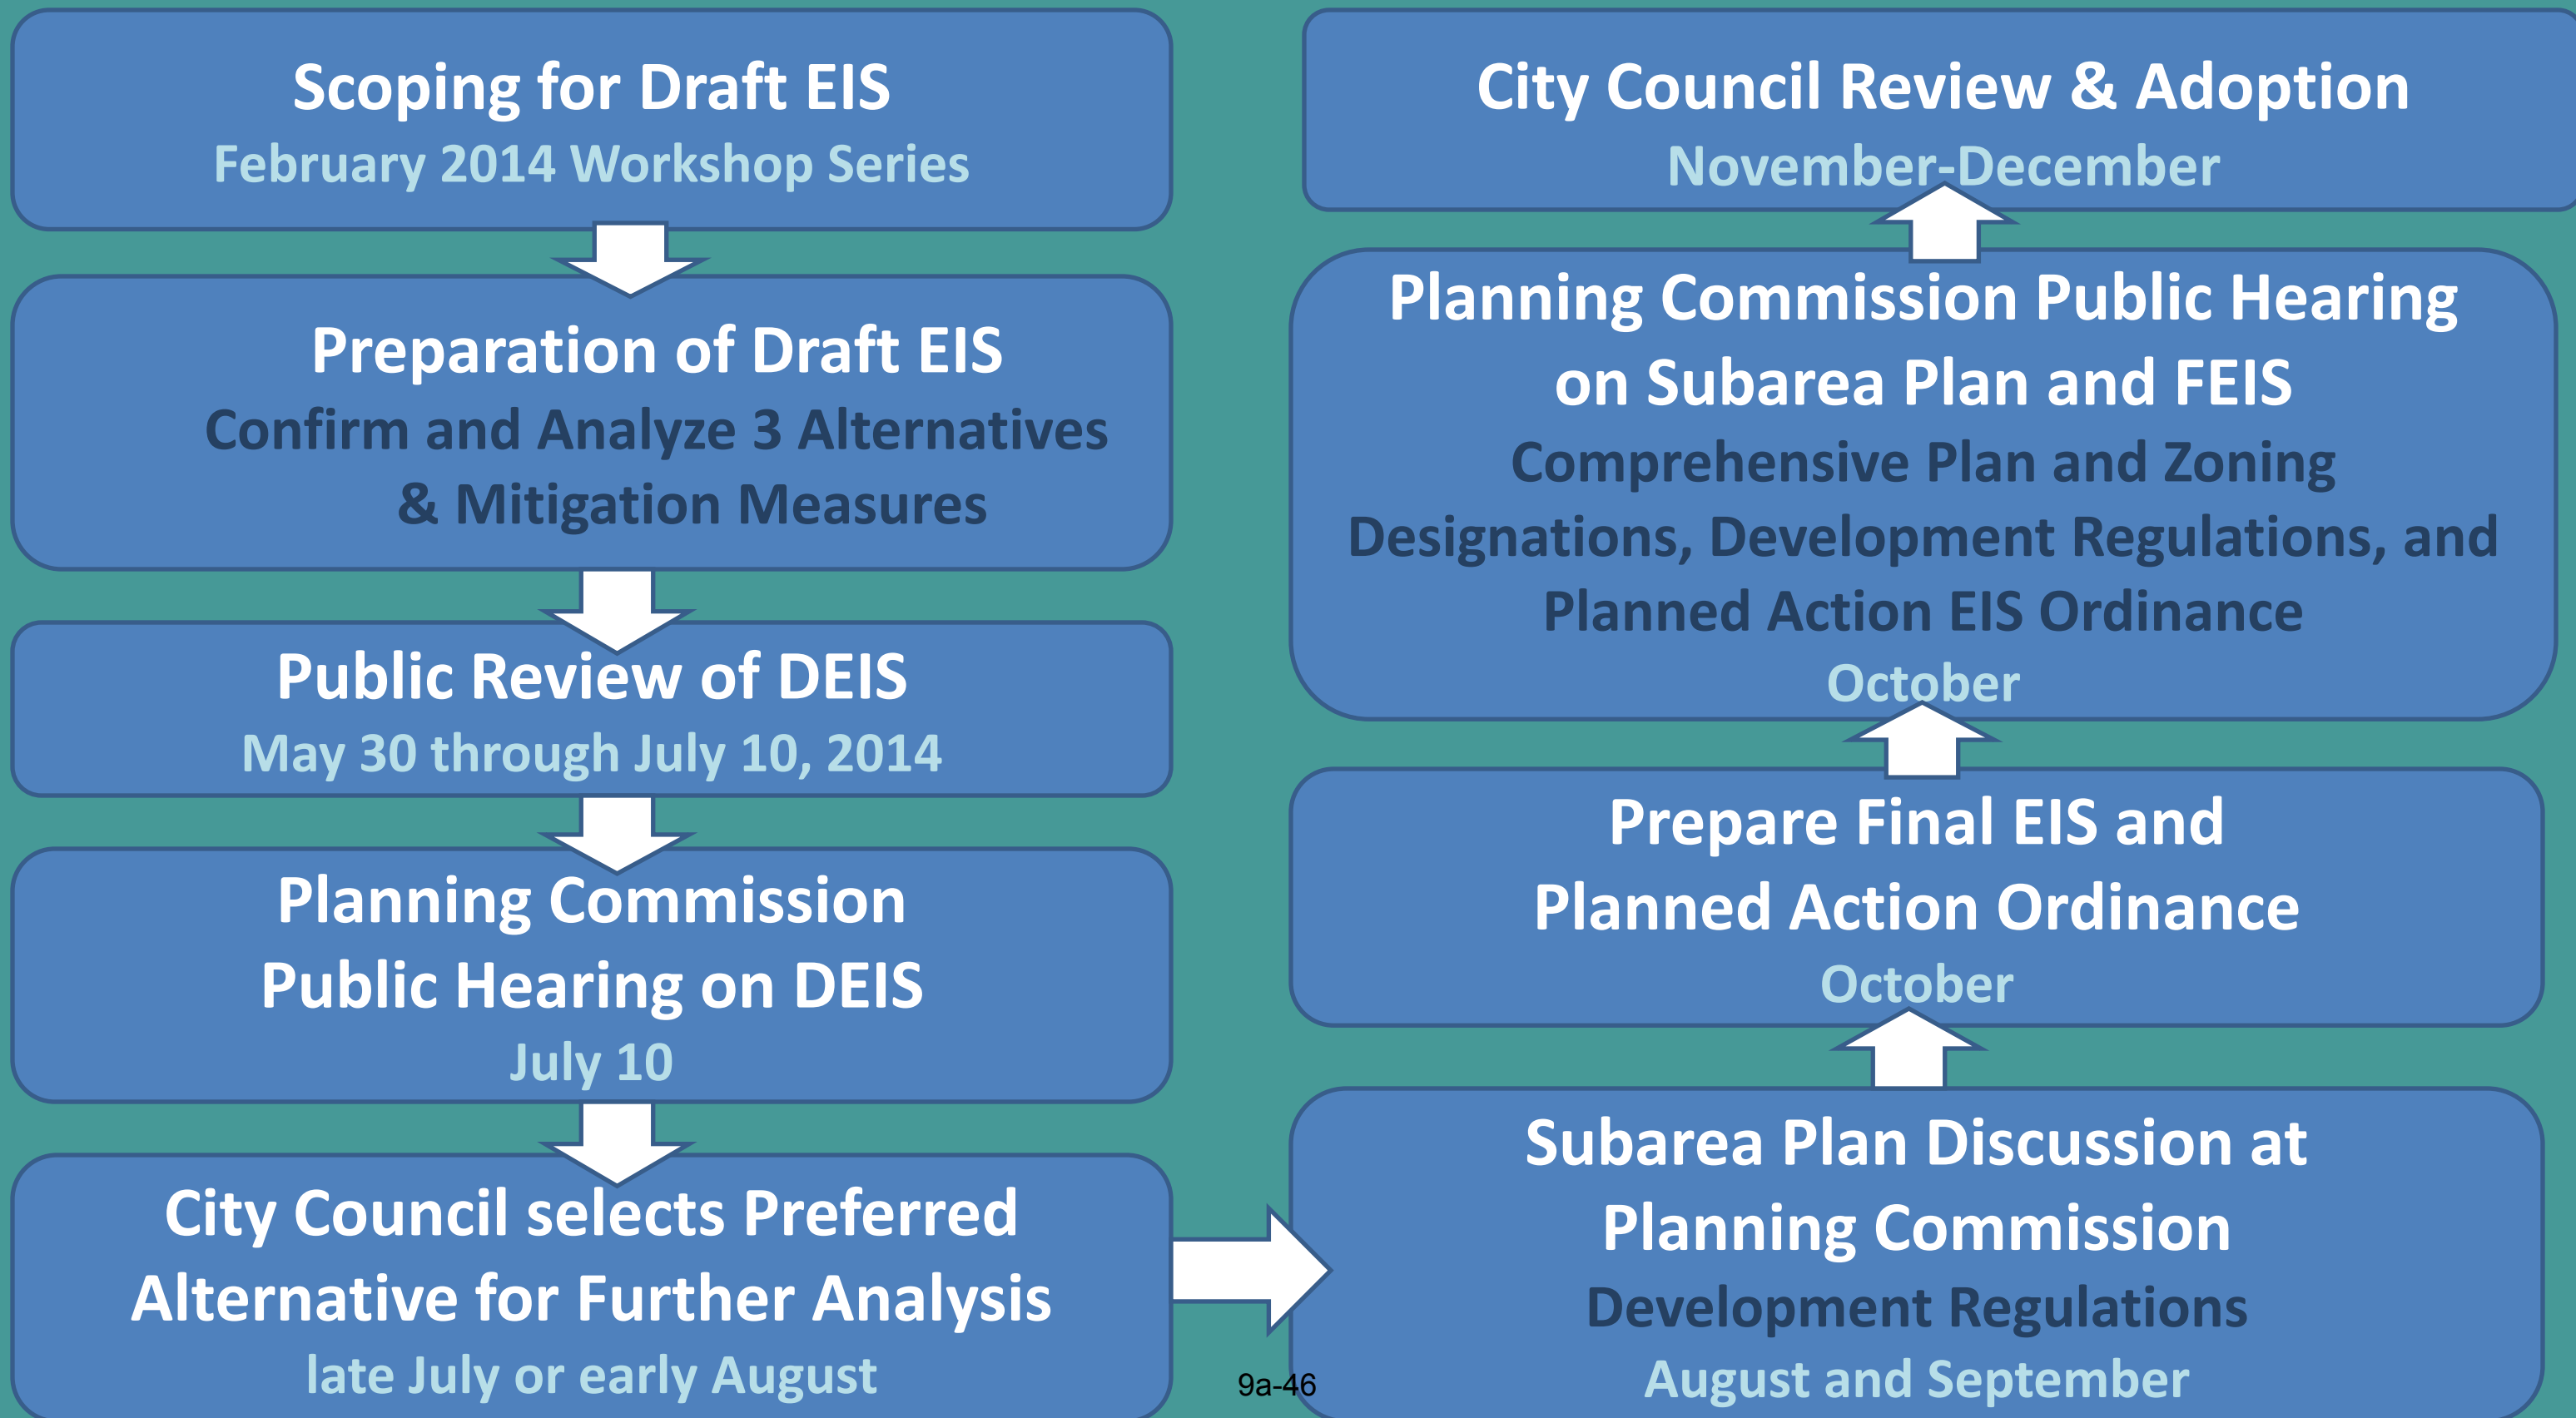 Scoping for Draft EIS
February 2014 Workshop Series
Preparation of Draft EIS
Confirm and Analyze 3 Alternatives
& Mitigation Measures
Public Review of DEIS
May 30 through July 10, 2014
Planning Commission
Public Hearing on DEIS
July 10
City Council selects Preferred
Alternative for Further Analysis
late July or early August
Subarea Plan Discussion at
Planning Commission
Development Regulations
August and September
Prepare Final EIS and
Planned Action Ordinance
October
Planning Commission Public Hearing
on Subarea Plan and FEIS
Comprehensive Plan and Zoning
Designations, Development Regulations, and
Planned Action EIS Ordinance
October
City Council Review & Adoption
November-December
9a-46